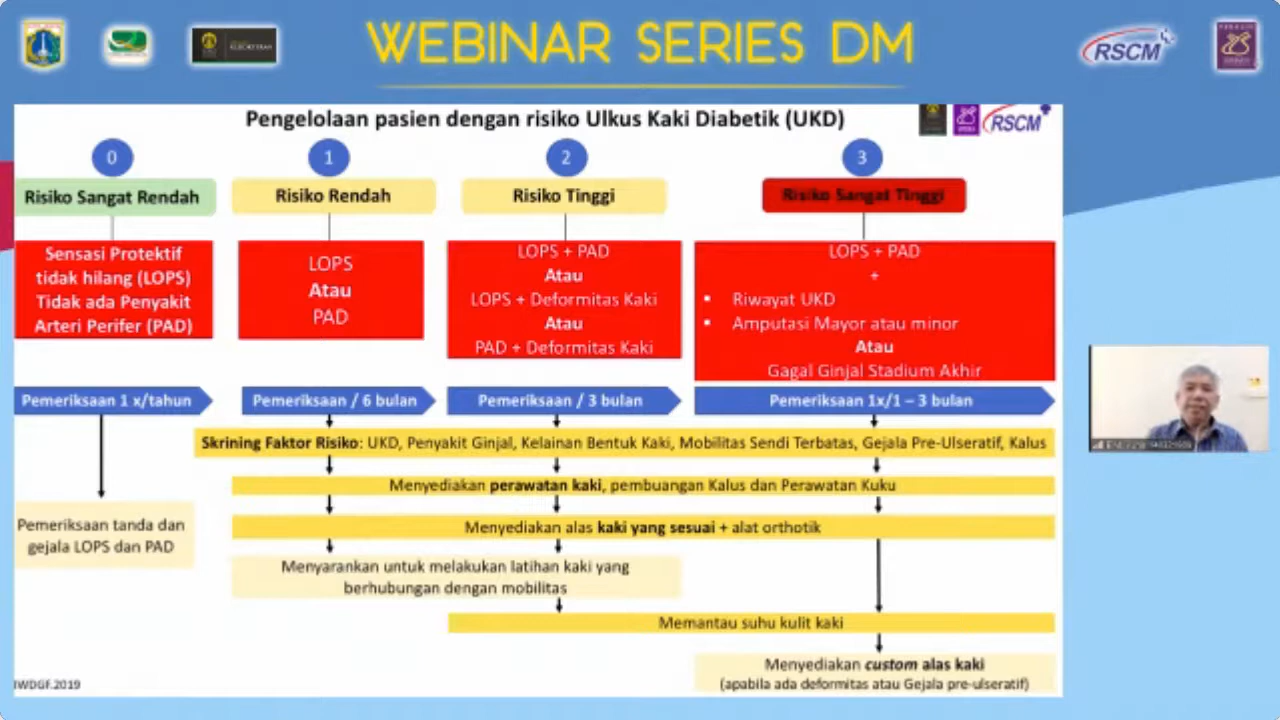 WEBINAR SERIES DM
RSCM
Pengelolaan pasien dengan risiko Ulkus Kaki Diabetik (UKD)
RSCM
0
1
2
3
Risiko Sangat Rendah
Risiko Rendah
Risiko Tinggi
Risiko Sangat Tinggi
Sensasi Protektif
tidak hilang (LOPS)
Tidak ada Penyakit
Arteri Perifer (PAD)
LOPS
Atau
PAD
LOPS + PAD
Atau
LOPS + Deformitas Kaki
Atau
PAD + Deformitas Kaki
LOPS + PAD
+
▪ Riwayat UKD
▪ Amputasi Mayor atau minor
Atau
Gagal Ginjal Stadium Akhir
Pemeriksaan 1 x/tahun
Pemeriksaan / 6 bulan
Pemeriksaan / 3 bulan
Pemeriksaan 1x/1 – 3 bulan
Skrining Faktor Risiko: UKD, Penyakit Ginjal, Kelainan Bentuk Kaki, Mobilitas Sendi Terbatas, Gejala Pre-Ulseratif, Kalus
Menyediakan perawatan kaki, pembuangan Kalus dan Perawatan Kuku
Menyediakan alas kaki yang sesuai + alat orthotik
Pemeriksaan tanda dan
gejala LOPS dan PAD
Menyarankan untuk melakukan latihan kaki yang
berhubungan dengan mobilitas
Memantau suhu kulit kaki
Menyediakan custom alas kaki
(apabila ada deformitas atau Gejala pre-ulseratif)
IWDGF.2019